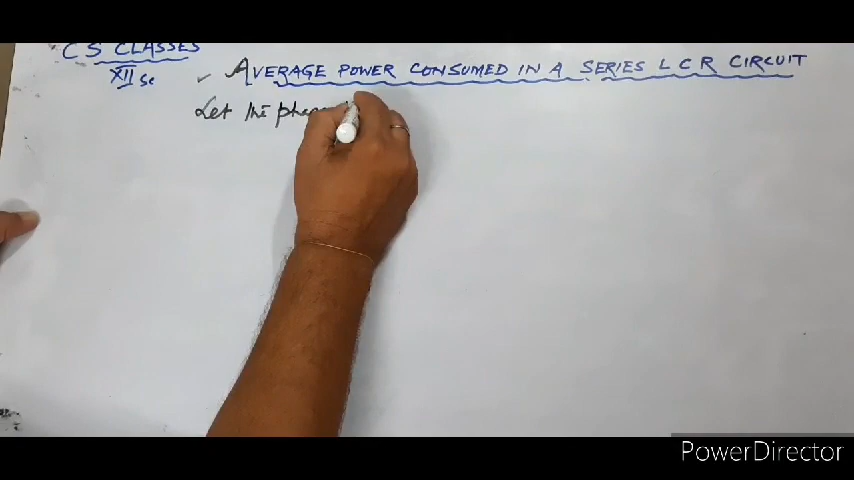 CS CLASSES
XII Sc
✓ AVERAGE POWER CONSUMED IN A SERIES LCR CIRCUIT
Let the
PowerDirector